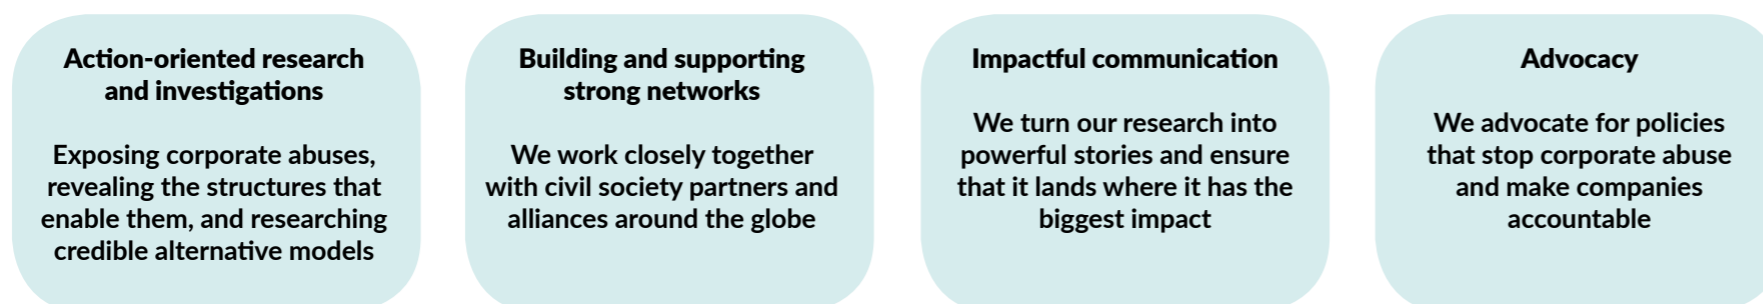 Action-oriented research
and investigations
Exposing corporate abuses,
revealing the structures that
enable them, and researching
credible alternative models
Building and supporting
strong networks
We work closely together
with civil society partners and
alliances around the globe
Impactful communication
We turn our research into
powerful stories and ensure
that it lands where it has the
biggest impact
Advocacy
We advocate for policies
that stop corporate abuse
and make companies
accountable